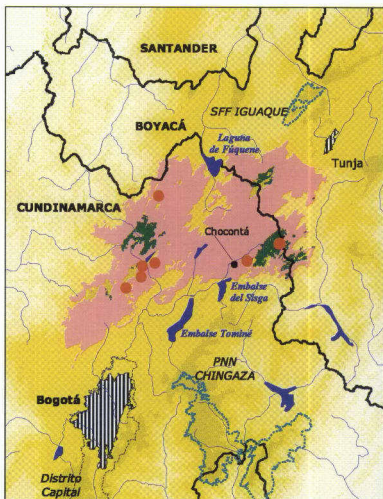 SANTANDER
SFF IGUAQUE
BOYACÁ
Laguna
de Fúquene
Tunja
CUNDINAMARCA
Chocontá
Embalse
del Sisga
Embalse Tominé
PNN
CHINGAZA
Bogotá
Distrito
Capital